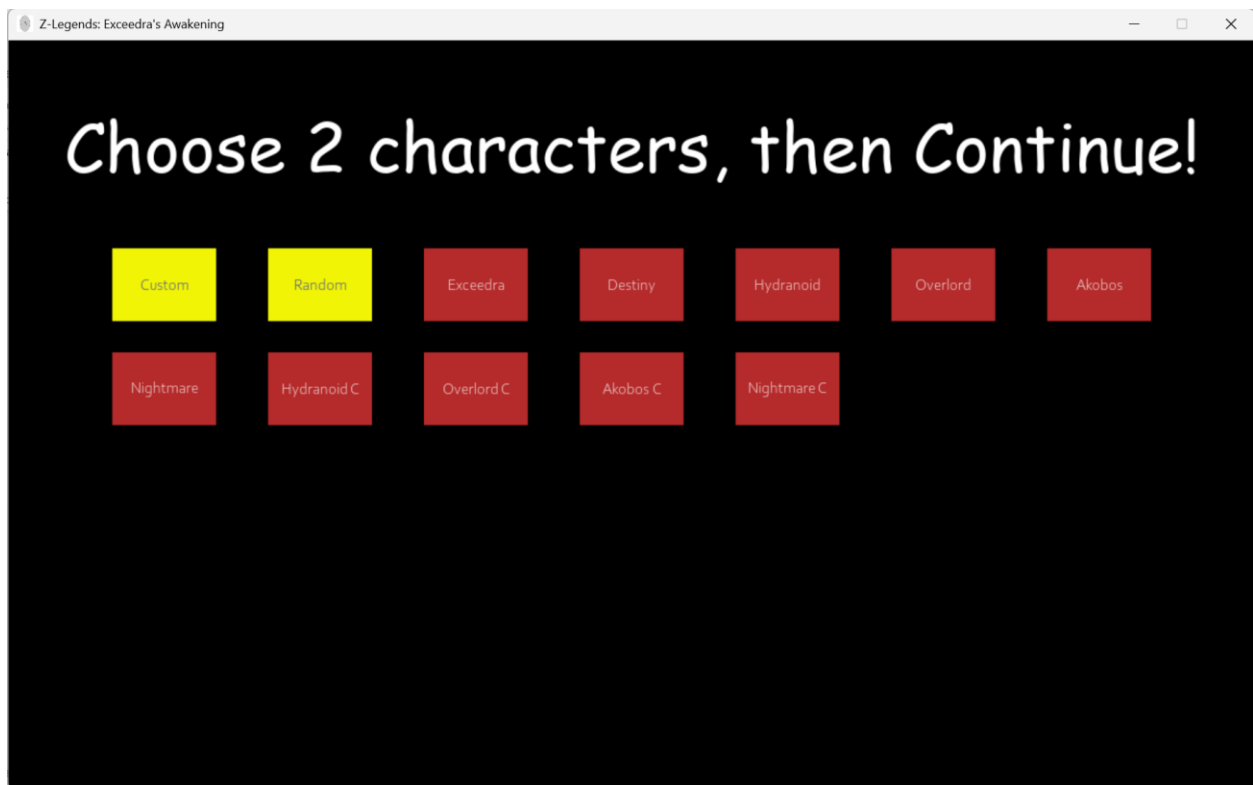 Z-Legends: Exceedra's Awakening
Choose 2 characters, then Continue!
Custom Random Exceedra Destiny Hydranoid Overlord Akobos
Nightmare Hydranoid C Overlord C Akobos C Nightmare C